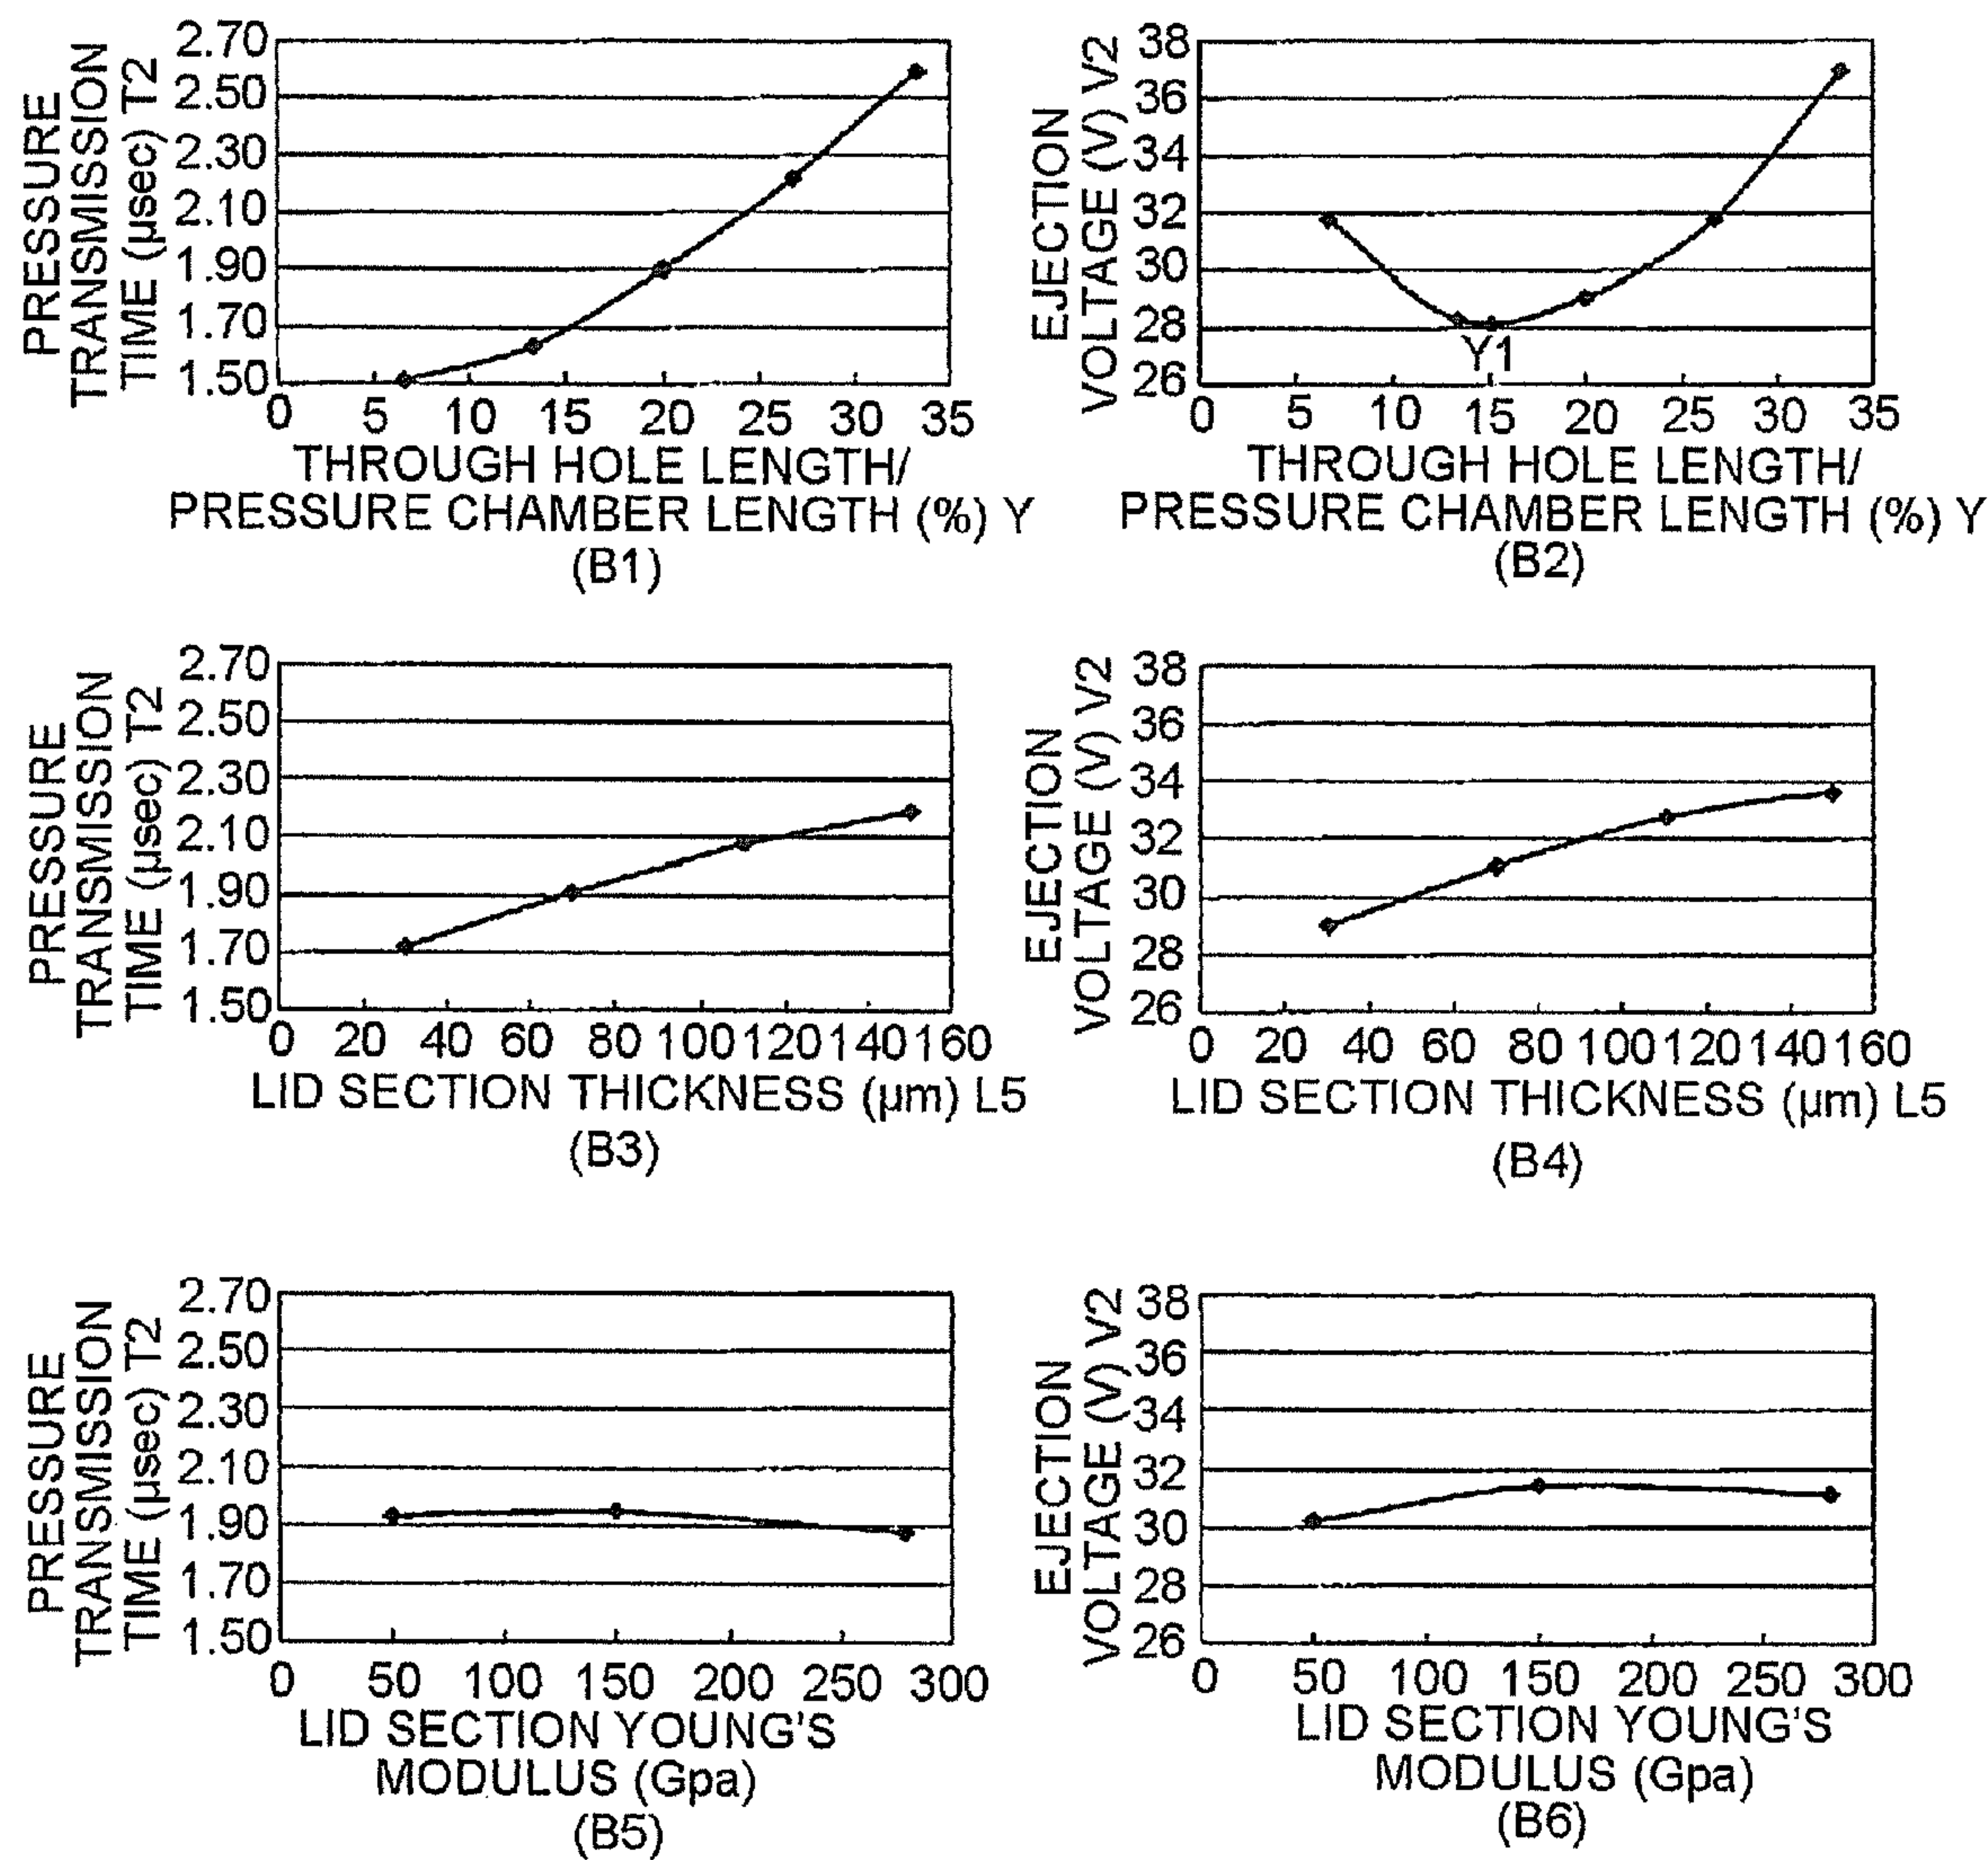 PRESSURE
TRANSMISSION
TIME (μsec) T2
2.70
2.50
2.30
2.10
1.90
1.70
1.50
0 5 10 15 20 25 30 35
THROUGH HOLE LENGTH/
PRESSURE CHAMBER LENGTH (%) Y
(B1)
EJECTION
VOLTAGE (V) V2
38
36
34
32
30
28
26
Y1
0 5 10 15 20 25 30 35
THROUGH HOLE LENGTH/
PRESSURE CHAMBER LENGTH (%) Y
(B2)
PRESSURE
TRANSMISSION
TIME (μsec) T2
2.70
2.50
2.30
2.10
1.90
1.70
1.50
0 20 40 60 80 100 120 140 160
LID SECTION THICKNESS (μm) L5
(B3)
EJECTION
VOLTAGE (V) V2
38
36
34
32
30
28
26
0 20 40 60 80 100 120 140 160
LID SECTION THICKNESS (μm) L5
(B4)
PRESSURE
TRANSMISSION
TIME (μsec) T2
2.70
2.50
2.30
2.10
1.90
1.70
1.50
0 50 100 150 200 250 300
LID SECTION YOUNG'S
MODULUS (Gpa)
(B5)
EJECTION
VOLTAGE (V) V2
38
36
34
32
30
28
26
0 50 100 150 200 250 300
LID SECTION YOUNG'S
MODULUS (Gpa)
(B6)